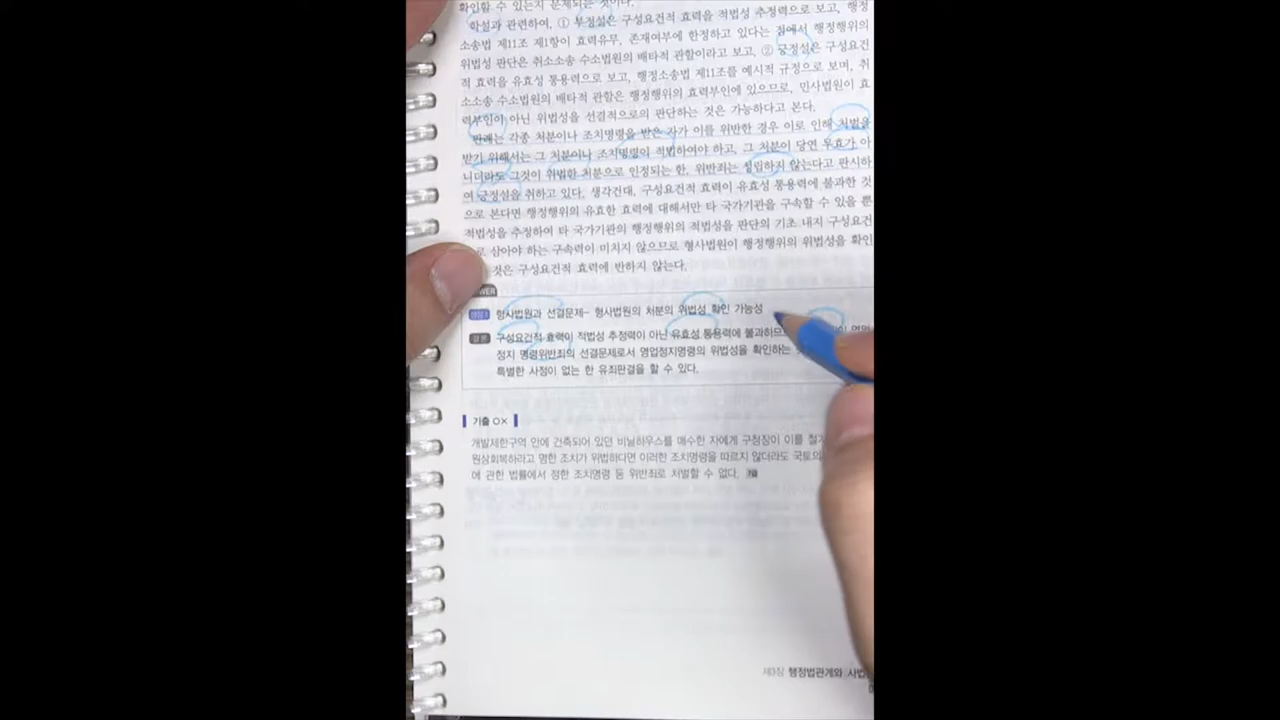 확인할 수 있는지 문제되는 것이다.
학설과 관련하여, ① 부정설은 구성요건적 효력을 적법성 추정력으로 보고, 행정
소송법 제11조 제1항이 효력유무, 존재여부에 한정하고 있다는 점에서 행정행위의
위법성 판단은 취소소송 수소법원의 배타적 관할이라고 보고, ② 긍정설은 구성요건
적 효력을 유효성 통용력으로 보고, 행정소송법 제11조를 예시적 규정으로 보며, 취
소소송 수소법원의 배타적 관할은 행정행위의 효력부인에 있으므로, 민사법원이 효
력부인이 아닌 위법성을 선결적으로의 판단하는 것은 가능하다고 본다.
판례는 각종 처분이나 조치명령을 받은 자가 이를 위반한 경우 이로 인해 처벌을
받기 위해서는 그 처분이나 조치명령이 적법하여야 하고, 그 처분이 당연 무효가 아
니더라도 그것이 위법한 처분으로 인정되는 한, 위반죄는 성립하지 않는다고 판시하
여 긍정설을 취하고 있다. 생각건대, 구성요건적 효력이 유효성 통용력에 불과한 것
으로 본다면 행정행위의 유효한 효력에 대해서만 타 국가기관을 구속할 수 있을 뿐
적법성을 추정하여 타 국가기관의 행정행위의 적법성을 판단의 기초 내지 구성요건
로 삼아야 하는 구속력이 미치지 않으므로 형사법원이 행정행위의 위법성을 확인
것은 구성요건적 효력에 반하지 않는다.
형사법원과 선결문제- 형사법원의 처분의 위법성 확인 가능성
결론 구성요건적 효력이 적법성 추정력이 아닌 유효성 통용력에 불과하므
정지 명령위반죄의 선결문제로서 영업정지명령의 위법성을 확인하는
특별한 사정이 없는 한 유죄판결을 할 수 있다.
기출 OX
개발제한구역 안에 건축되어 있던 비닐하우스를 매수한 자에게 구청장이 이를 철
원상회복하라고 명한 조치가 위법하다면 이러한 조치명령을 따르지 않더라도 국토의
에 관한 법률에서 정한 조치명령 등 위반죄로 처벌할 수 없다.
제3장 행정법관계와 사법